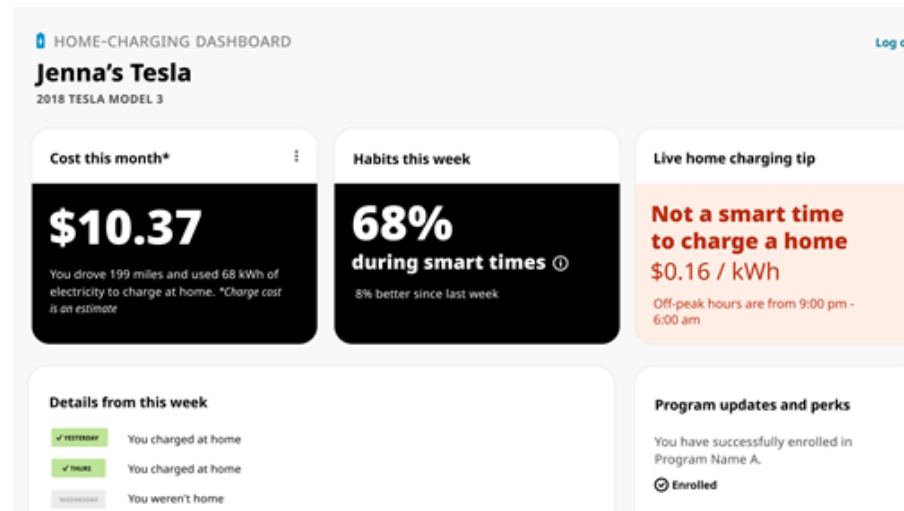 HOME-CHARGING DASHBOARD
Log
Jenna's Tesla
2018 TESLA MODEL 3
Cost this month*
$10.37
You drove 199 miles and used 68 kWh of
electricity to charge at home. *Charge cost
is an estimate
Habits this week
68%
during smart times
8% better since last week
Live home charging tip
Not a smart time
to charge a home
$0.16 / kWh
Off-peak hours are from 9:00 pm -
6:00 am
Details from this week
✓ YESTERDAY You charged at home
✓ THURS You charged at home
WEDNESDAY You weren't home
Program updates and perks
You have successfully enrolled in
Program Name A.
Enrolled